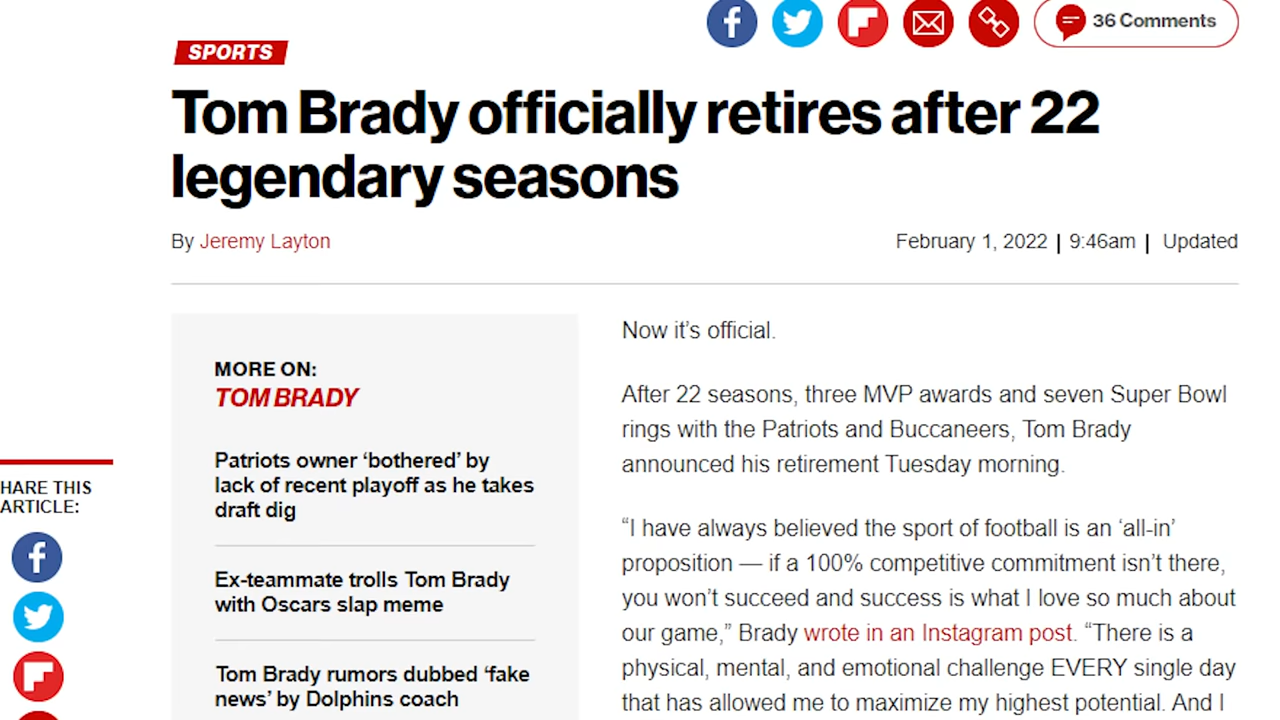 36 Comments
SPORTS
Tom Brady officially retires after 22
legendary seasons
By Jeremy Layton
February 1, 2022 | 9:46am | Updated
MORE ON:
TOM BRADY
Patriots owner ‘bothered’ by
lack of recent playoff as he takes
draft dig
Ex-teammate trolls Tom Brady
with Oscars slap meme
Tom Brady rumors dubbed ‘fake
news’ by Dolphins coach
HARE THIS
ARTICLE:
Now it’s official.
After 22 seasons, three MVP awards and seven Super Bowl
rings with the Patriots and Buccaneers, Tom Brady
announced his retirement Tuesday morning.
“I have always believed the sport of football is an ‘all-in’
proposition — if a 100% competitive commitment isn’t there,
you won’t succeed and success is what I love so much about
our game,” Brady wrote in an Instagram post. “There is a
physical, mental, and emotional challenge EVERY single day
that has allowed me to maximize my highest potential. And I